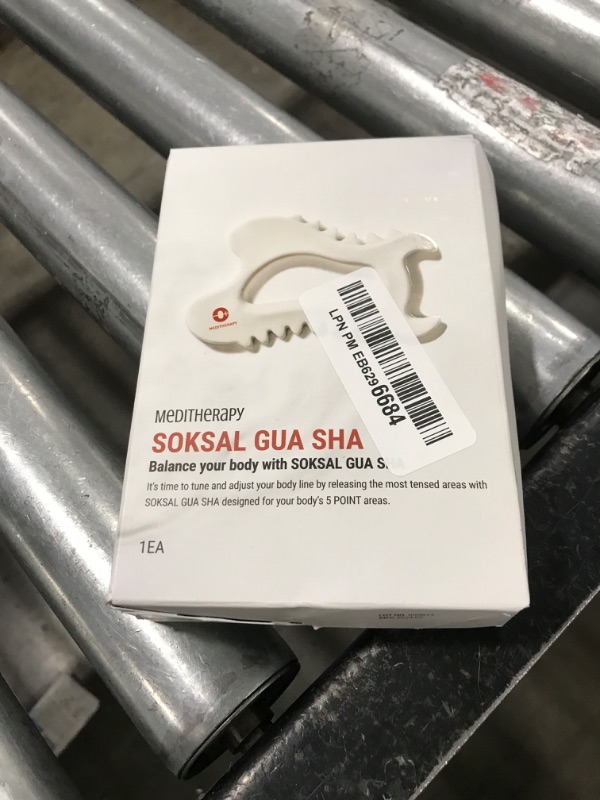 MEDITHERAPY
LPN PM EB6296684
MEDITHERAPY
SOKSAL GUA SHA
Balance your body with SOKSAL GUA
It's time to tune and adjust your body line by releasing the most tensed areas with
SOKSAL GUA SHA designed for your body's 5 POINT areas.
1EA